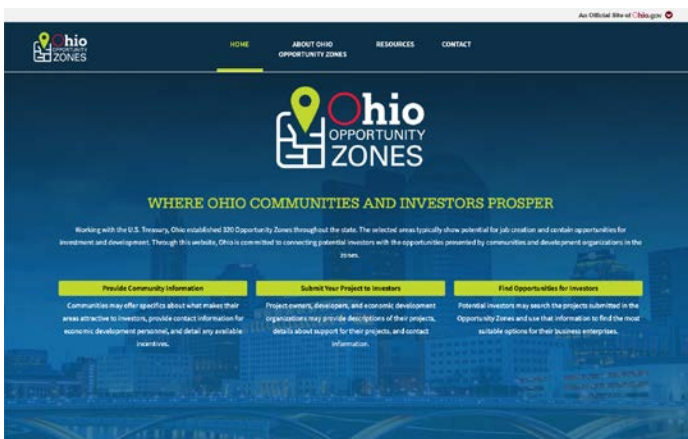 An Official Site of Ohio.gov
Ohio
OPPORTUNITY
ZONES
HOME
ABOUT OHIO
OPPORTUNITY ZONES
RESOURCES
CONTACT
Ohio
OPPORTUNITY
ZONES
WHERE OHIO COMMUNITIES AND INVESTORS PROSPER
Working with the U.S. Treasury, Ohio established 320 Opportunity Zones throughout the state. The selected areas typically show potential for job creation and contain opportunities for
investment and development. Through this website, Ohio is committed to connecting potential investors with the opportunities presented by communities and development organizations in the
zones.
Provide Community Information
Communities may offer specifics about what makes their
areas attractive to investors, provide contact information for
economic development personnel, and detail any available
incentives.
Submit Your Project to Investors
Project owners, developers, and economic development
organizations may provide descriptions of their projects,
details about support for their projects, and contact
information.
Find Opportunities for Investors
Potential investors may search the projects submitted in the
Opportunity Zones and use that information to find the most
suitable options for their business enterprises.